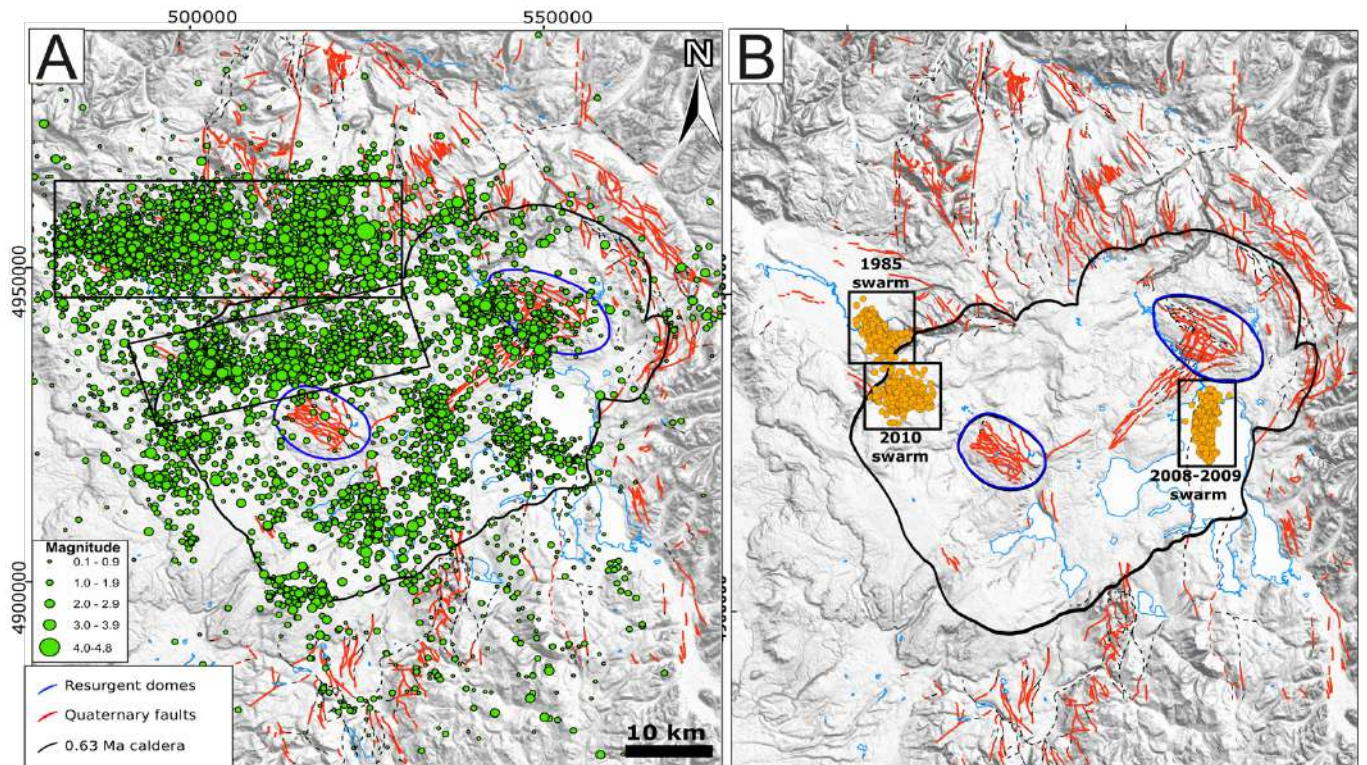 500000
550000
A
N
B
4950000
4900000
1985
swarm
2010
swarm
2008-2009
swarm
Magnitude
0.1 - 0.9
1.0 - 1.9
2.0 - 2.9
3.0 - 3.9
4.0-4.8
Resurgent domes
Quaternary faults
0.63 Ma caldera
10 km